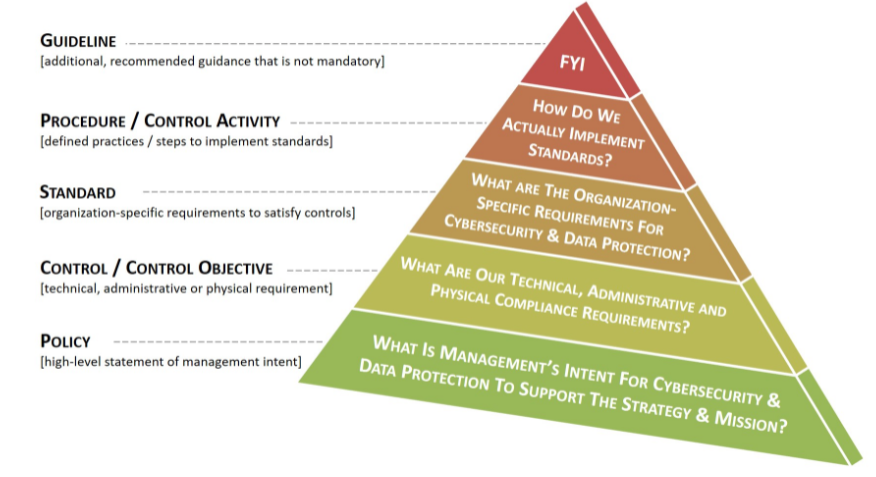 GUIDELINE
[additional, recommended guidance that is not mandatory]
FYI
PROCEDURE / CONTROL ACTIVITY
[defined practices / steps to implement standards]
HOW DO WE
ACTUALLY IMPLEMENT
STANDARDS?
STANDARD
[organization-specific requirements to satisfy controls]
WHAT ARE THE ORGANIZATION-
SPECIFIC REQUIREMENTS FOR
CYBERSECURITY & DATA PROTECTION?
CONTROL / CONTROL OBJECTIVE
[technical, administrative or physical requirement]
WHAT ARE OUR TECHNICAL, ADMINISTRATIVE AND
PHYSICAL COMPLIANCE REQUIREMENTS?
POLICY
[high-level statement of management intent]
WHAT IS MANAGEMENT'S INTENT FOR CYBERSECURITY &
DATA PROTECTION TO SUPPORT THE STRATEGY & MISSION?